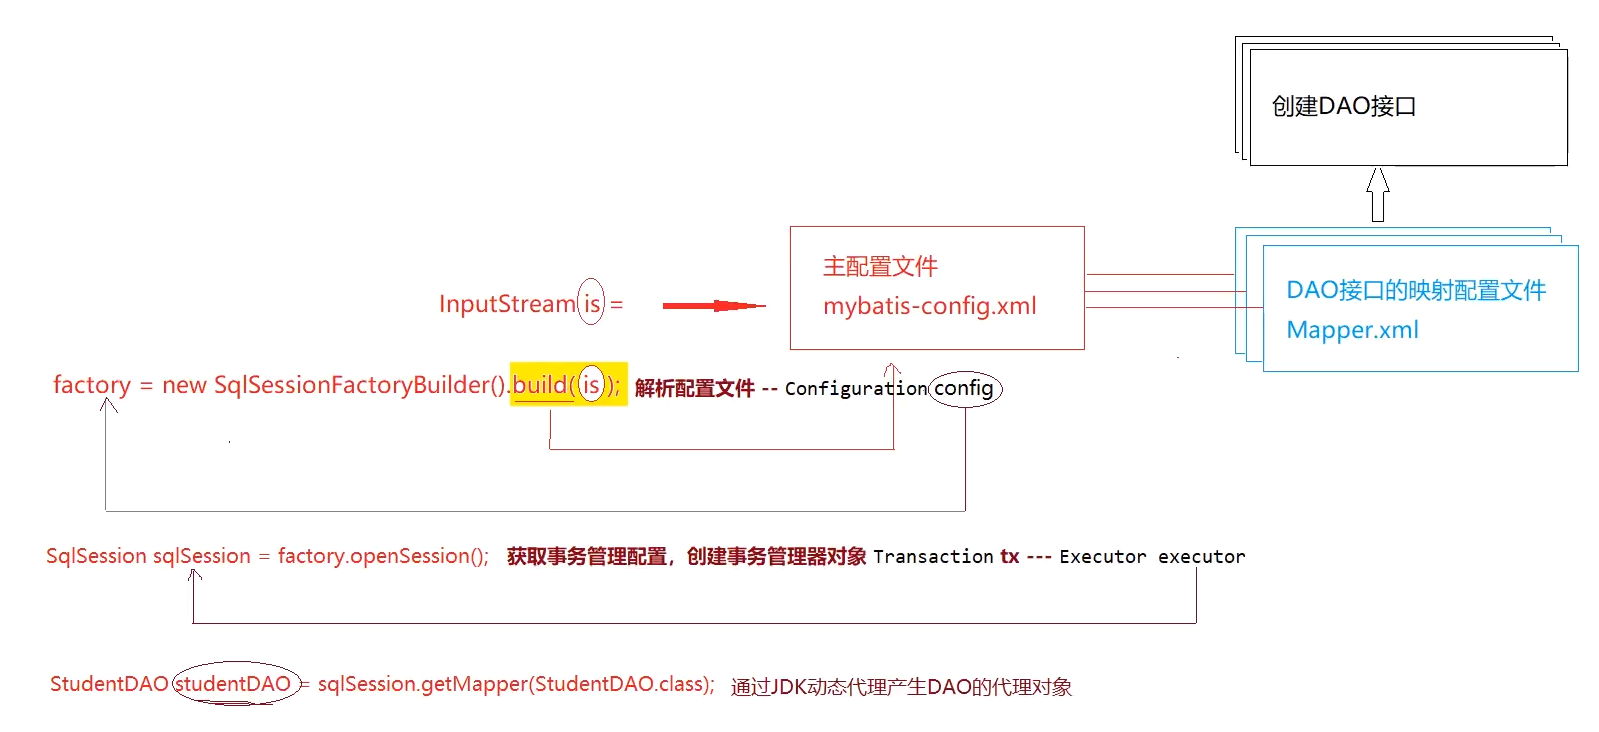 创建DAO接口
主配置文件
mybatis-config.xml
DAO接口的映射配置文件
Mapper.xml
InputStream is =
factory = new SqlSessionFactoryBuilder().build( is ); 解析配置文件 -- Configuration config
SqlSession sqlSession = factory.openSession(); 获取事务管理配置，创建事务管理器对象 Transaction tx --- Executor executor
StudentDAO studentDAO = sqlSession.getMapper(StudentDAO.class); 通过JDK动态代理产生DAO的代理对象